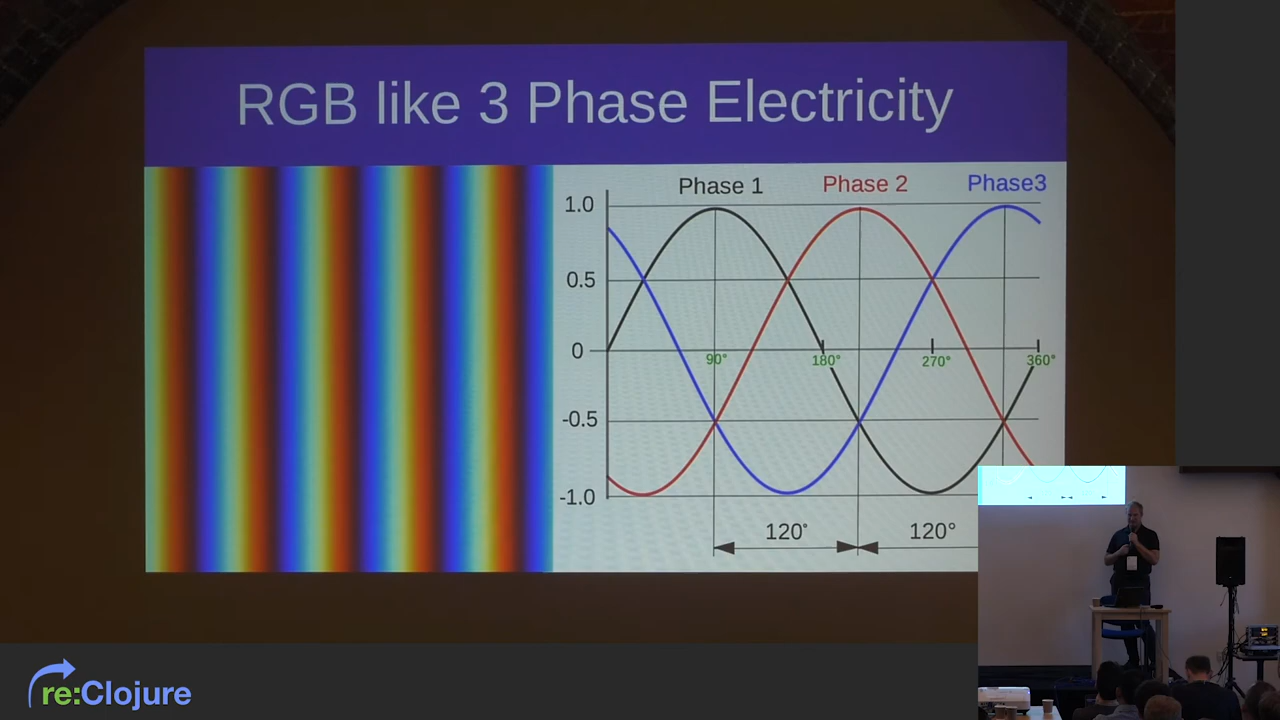 RGB like 3 Phase Electricity
Phase 1 Phase 2 Phase3
1.0
0.5
0
90° 180° 270° 360°
-0.5
-1.0
120° 120°
re:Clojure